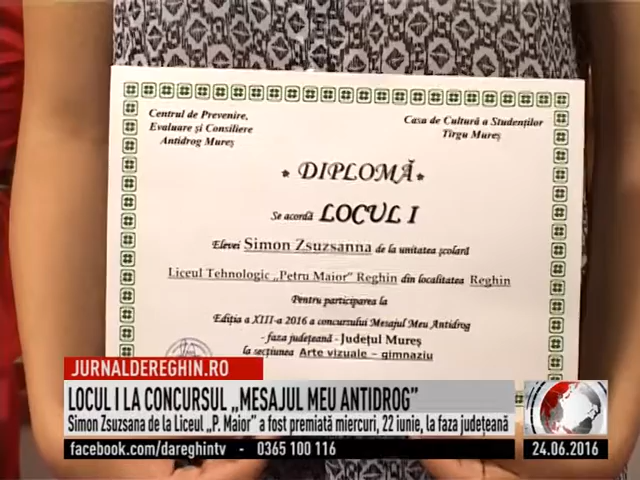 Centrul de Prevenire,
Evaluare și Consiliere
Antidrog Mureș
Casa de Cultură a Studenților
Tîrgu Mureș
* DIPLOMĂ *
Se acordă LOCUL I
Elevei Simon Zsuzsanna de la unitatea școlară
Liceul Tehnologic „Petru Maior” Reghin din localitatea Reghin
Pentru participarea la
Ediția a XIII-a 2016 a concursului Mesajul Meu Antidrog
- faza județeană - Județul Mureș
la secțiunea Arte vizuale – gimnaziu
JURNALDEREGHIN.RO
LOCUL I LA CONCURSUL „MESAJUL MEU ANTIDROG”
Simon Zsuzsana de la Liceul „P. Maior” a fost premiată miercuri, 22 iunie, la faza județeană
facebook.com/dareghintv - 0365 100 116
24.06.2016